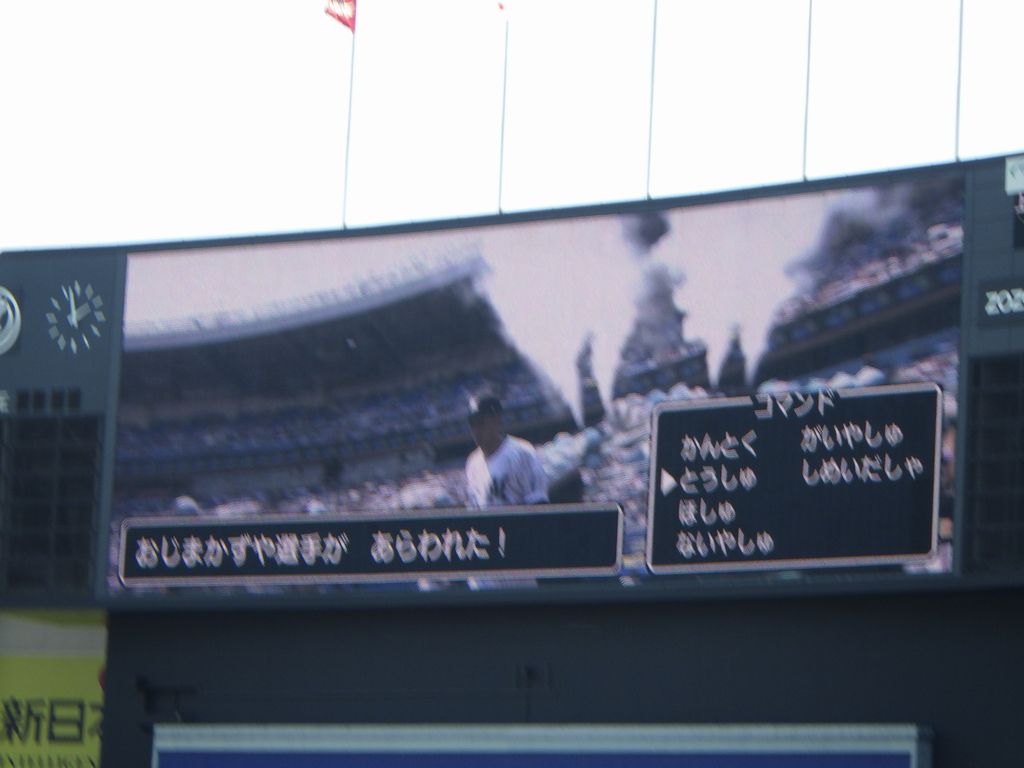 コマンド
かんとく がいやしゅ
▶とうしゅ しめいだしゃ
ほしゅ
ないやしゅ
おじまかずや選手が あらわれた！
新日